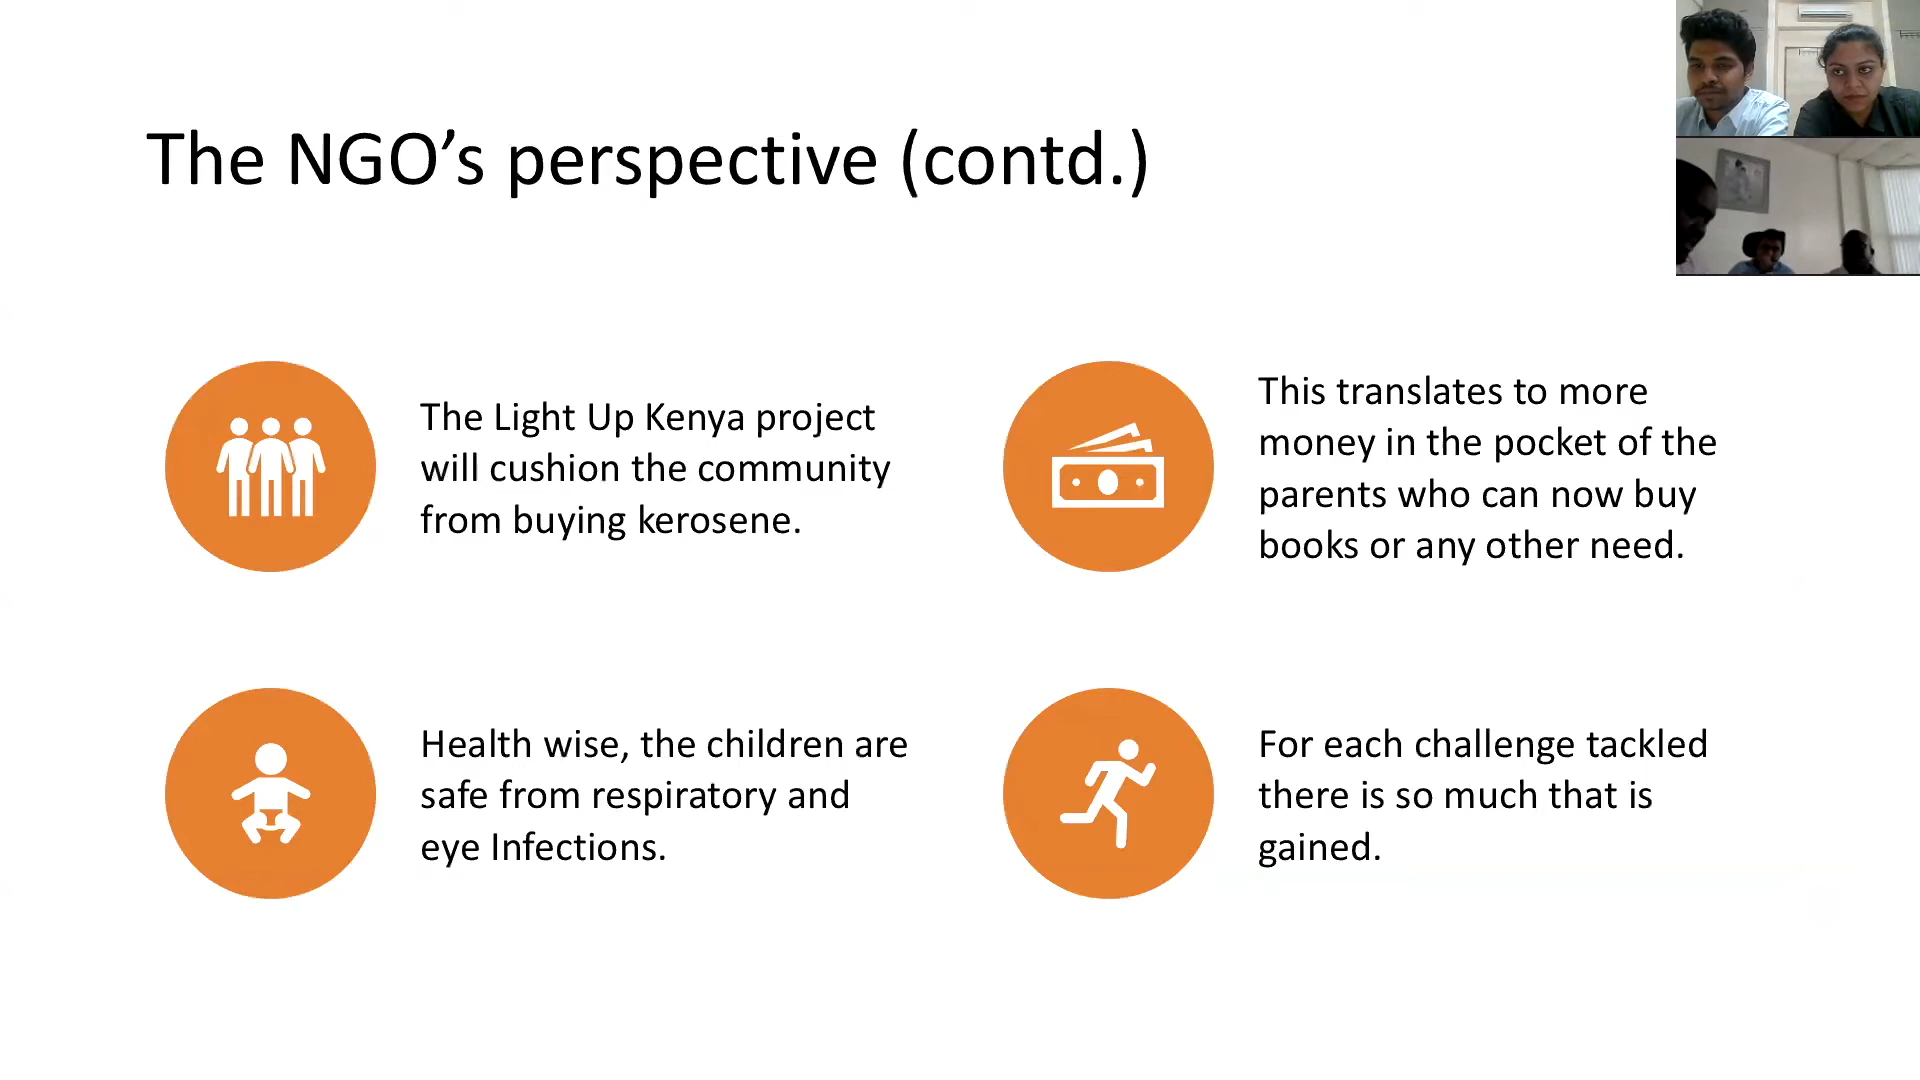 The NGO’s perspective (contd.)
The Light Up Kenya project
will cushion the community
from buying kerosene.
This translates to more
money in the pocket of the
parents who can now buy
books or any other need.
Health wise, the children are
safe from respiratory and
eye Infections.
For each challenge tackled
there is so much that is
gained.